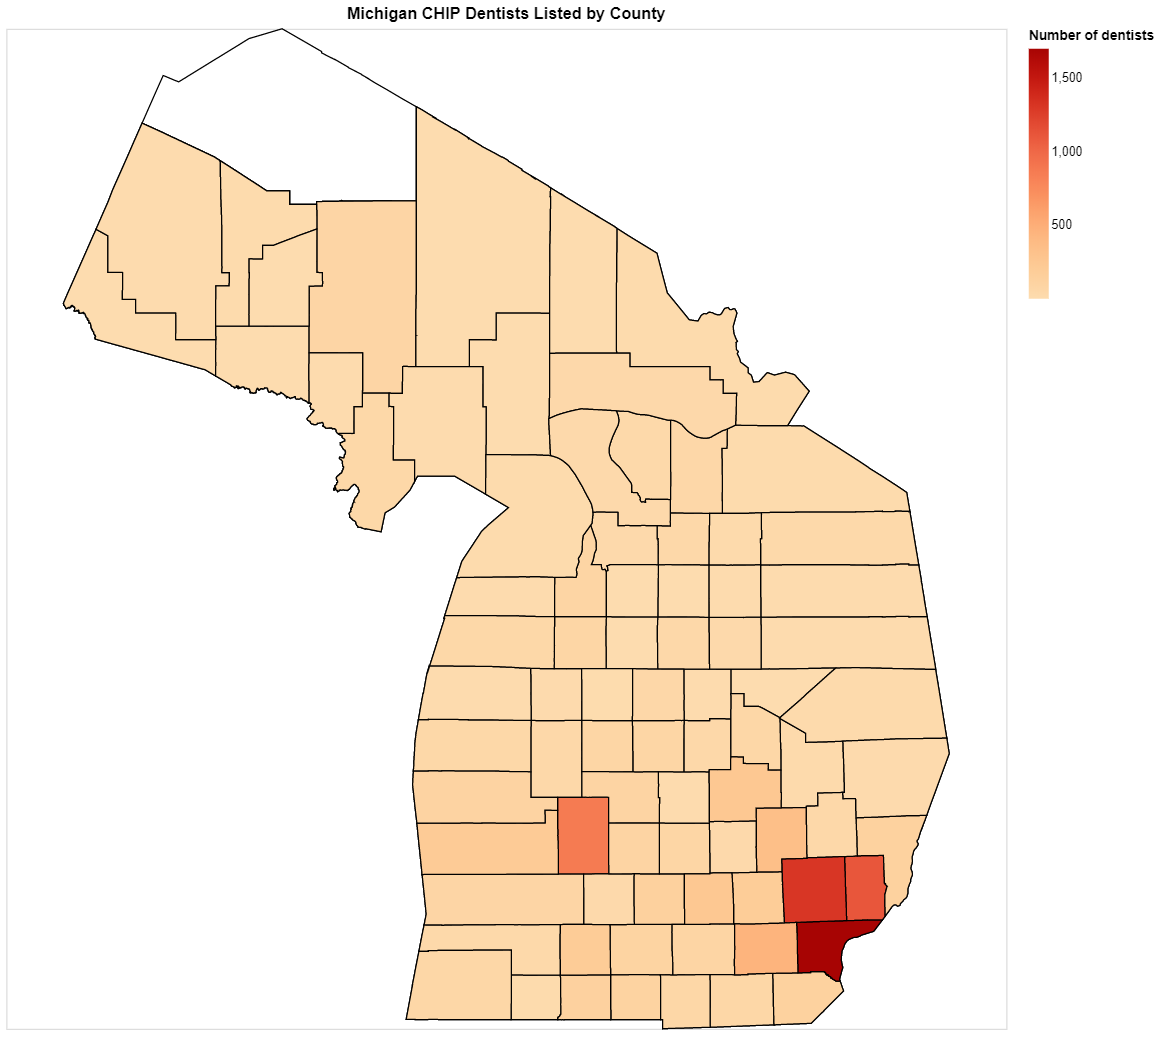 Michigan CHIP Dentists Listed by County
Number of dentists
1,500
1,000
500